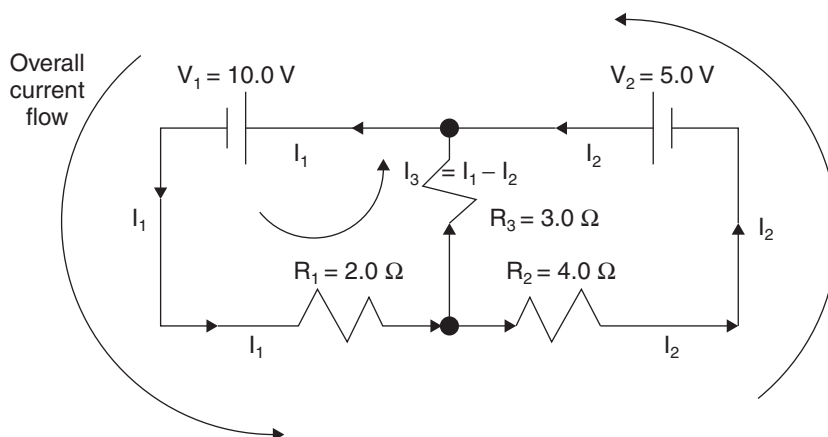 Overall
current
flow
V₁ = 10.0 V
V₂ = 5.0 V
I₁
I₂
I₃ = I₁ – I₂
I₁
R₃ = 3.0 Ω
I₂
R₁ = 2.0 Ω
R₂ = 4.0 Ω
I₁
I₂